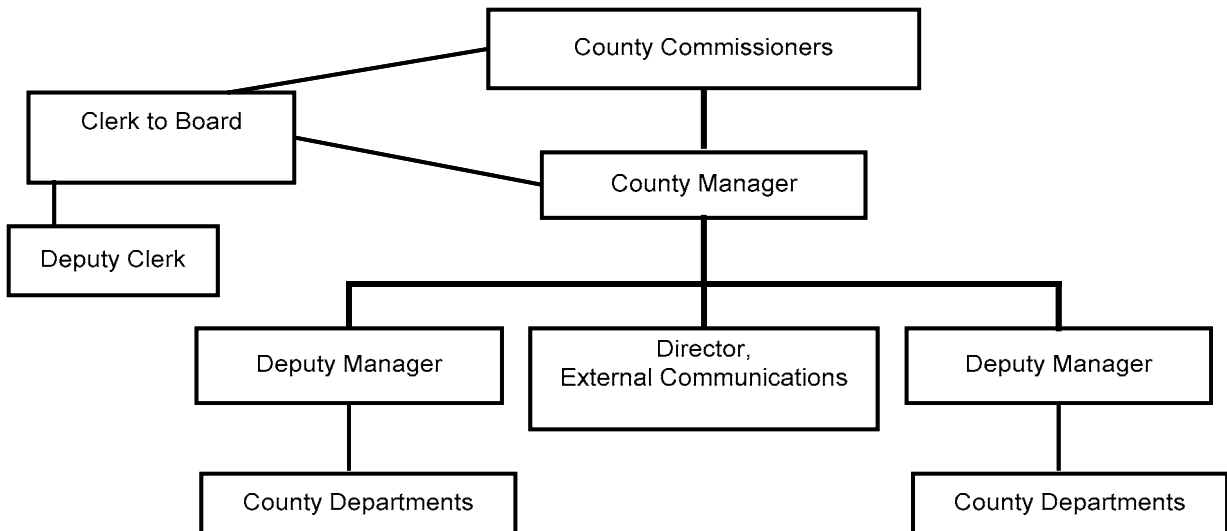 County Commissioners
Clerk to Board
County Manager
Deputy Clerk
Deputy Manager
Director,
External Communications
Deputy Manager
County Departments
County Departments